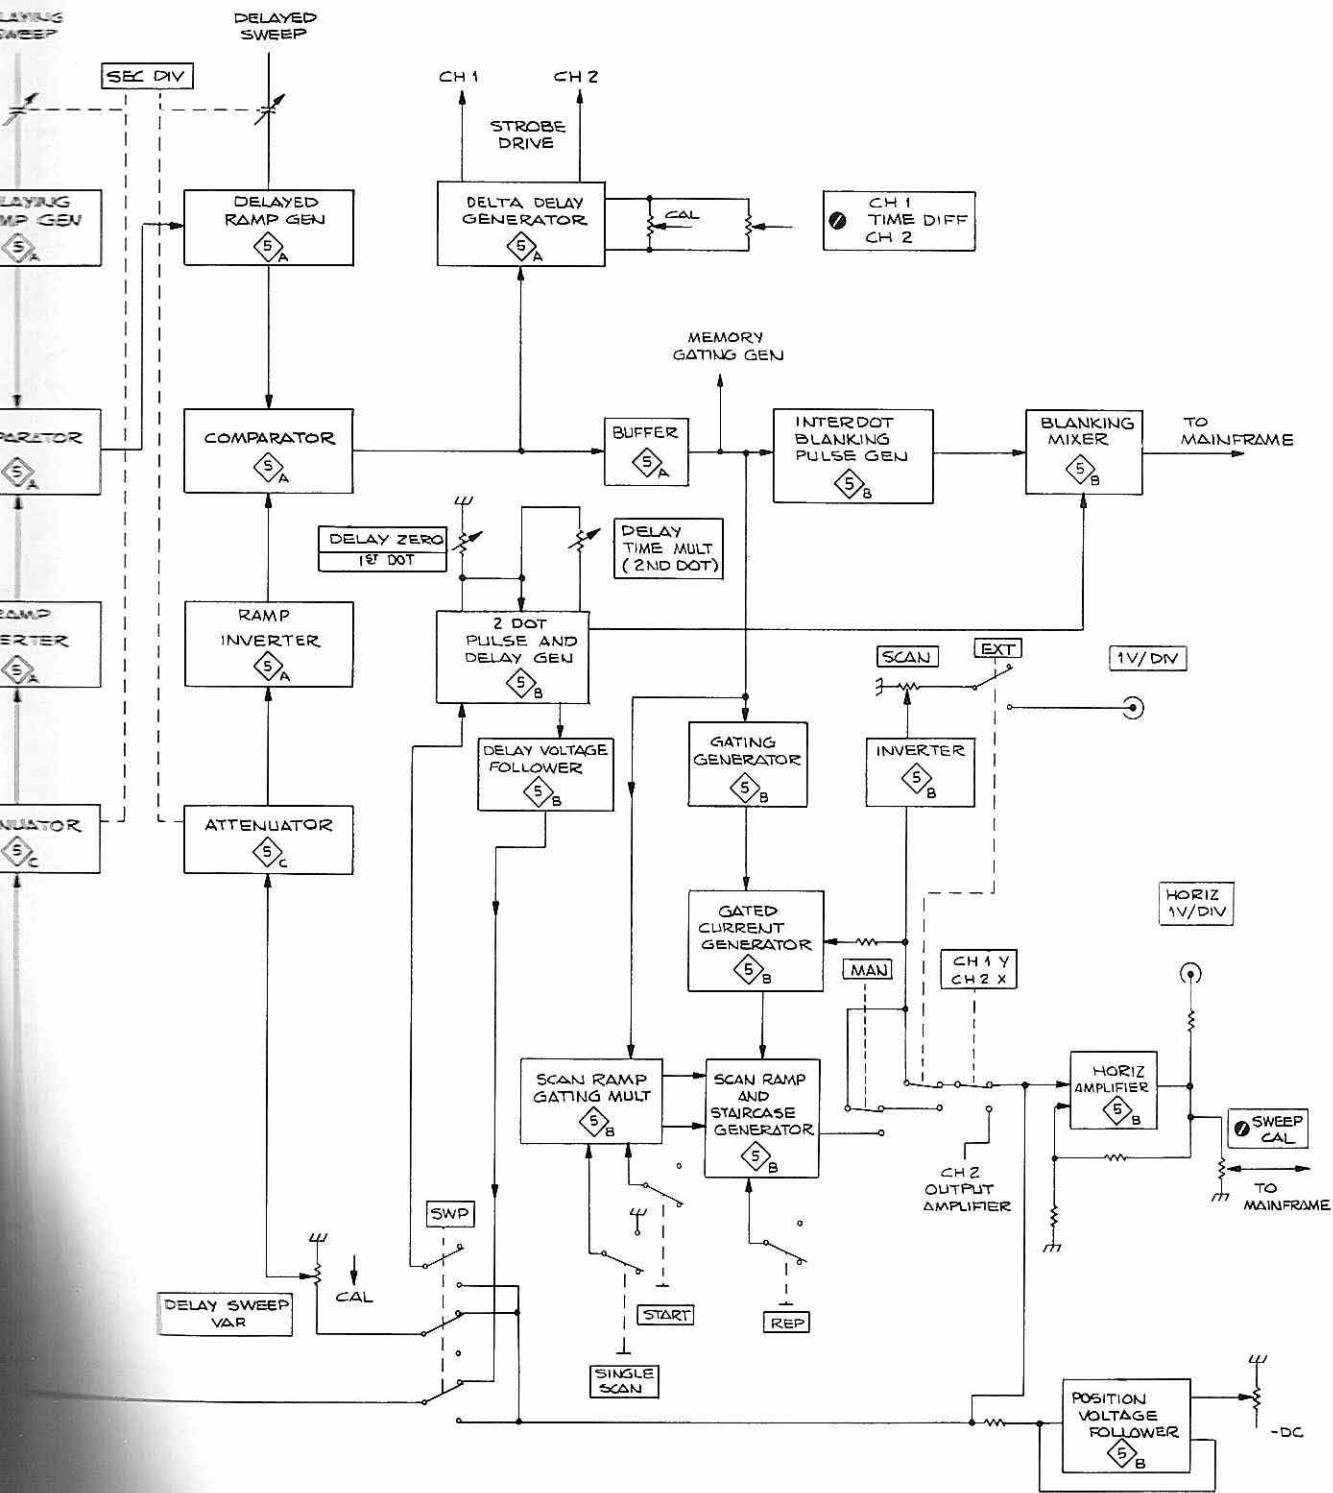 SWEEP
DELAYED
SWEEP
SEC DIV
CH 1
CH 2
STROBE
DRIVE
5 A
DELAYED
RAMP GEN
5 A
DELTA DELAY
GENERATOR
5 A
CAL
CH 1
TIME DIFF
CH 2
MEMORY
GATING GEN
5 A
COMPARATOR
5 A
BUFFER
5 A
INTERDOT
BLANKING
PULSE GEN
5 B
BLANKING
MIXER
5 B
TO
MAINFRAME
DELAY ZERO
1ST DOT
DELAY
TIME MULT
(2ND DOT)
5 A
RAMP
INVERTER
5 A
2 DOT
PULSE AND
DELAY GEN
5 B
SCAN
EXT
1V/DIV
DELAY VOLTAGE
FOLLOWER
5 B
GATING
GENERATOR
5 B
INVERTER
5 B
5 C
ATTENUATOR
5 C
GATED
CURRENT
GENERATOR
5 B
MAN
CH 1 Y
CH 2 X
HORIZ
1V/DIV
SCAN RAMP
GATING MULT
5 B
SCAN RAMP
AND
STAIRCASE
GENERATOR
5 B
HORIZ
AMPLIFIER
5 B
SWEEP
CAL
CH 2
OUTPUT
AMPLIFIER
TO
MAINFRAME
SWP
CAL
DELAY SWEEP
VAR
START
REP
SINGLE
SCAN
POSITION
VOLTAGE
FOLLOWER
5 B
-DC